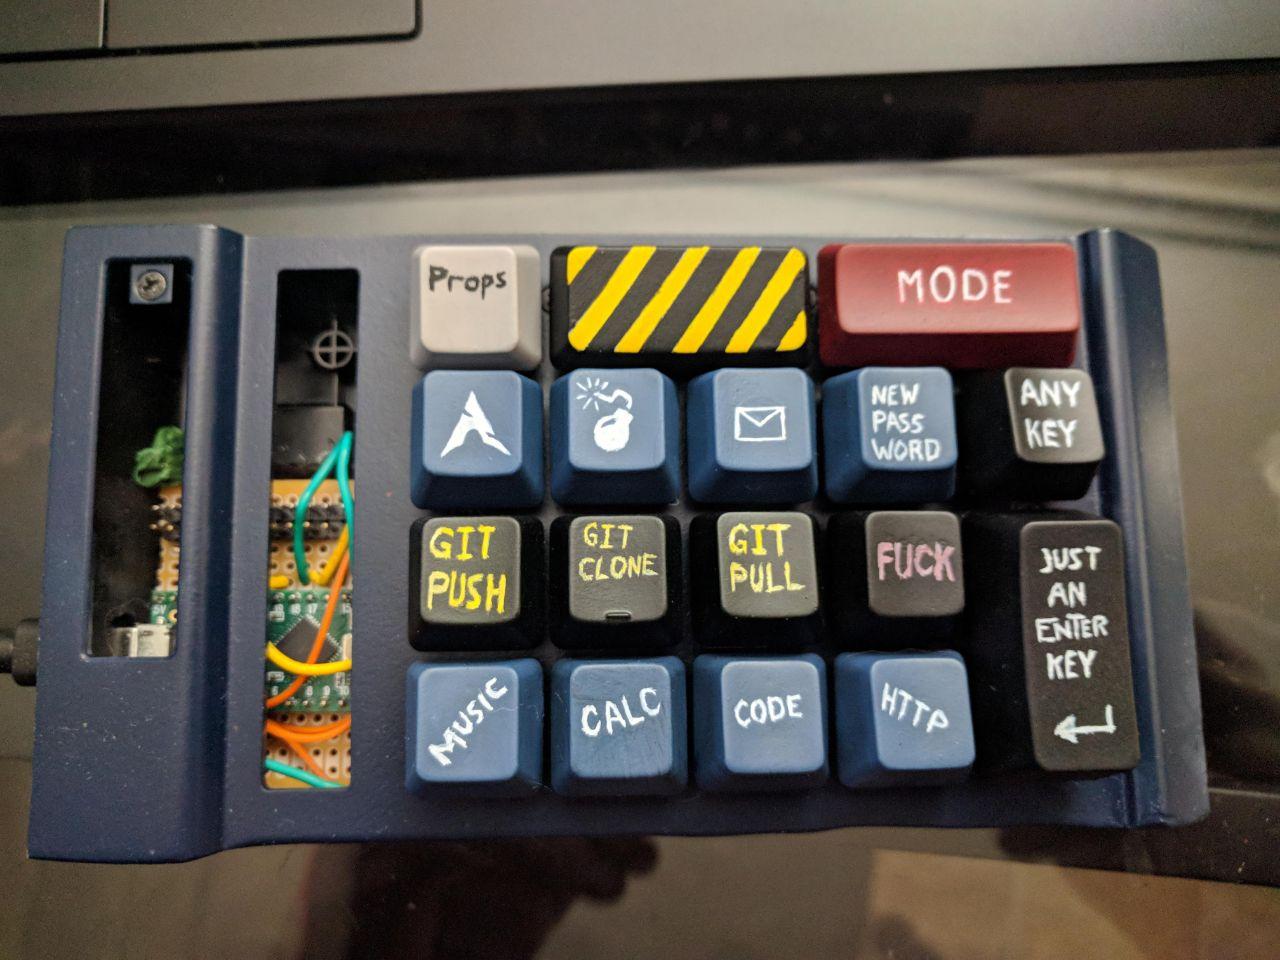 Props
MODE
NEW
PASS
WORD
ANY
KEY
GIT
PUSH
GIT
CLONE
GIT
PULL
FUCK
JUST
AN
ENTER
KEY
MUSIC
CALC
CODE
HTTP